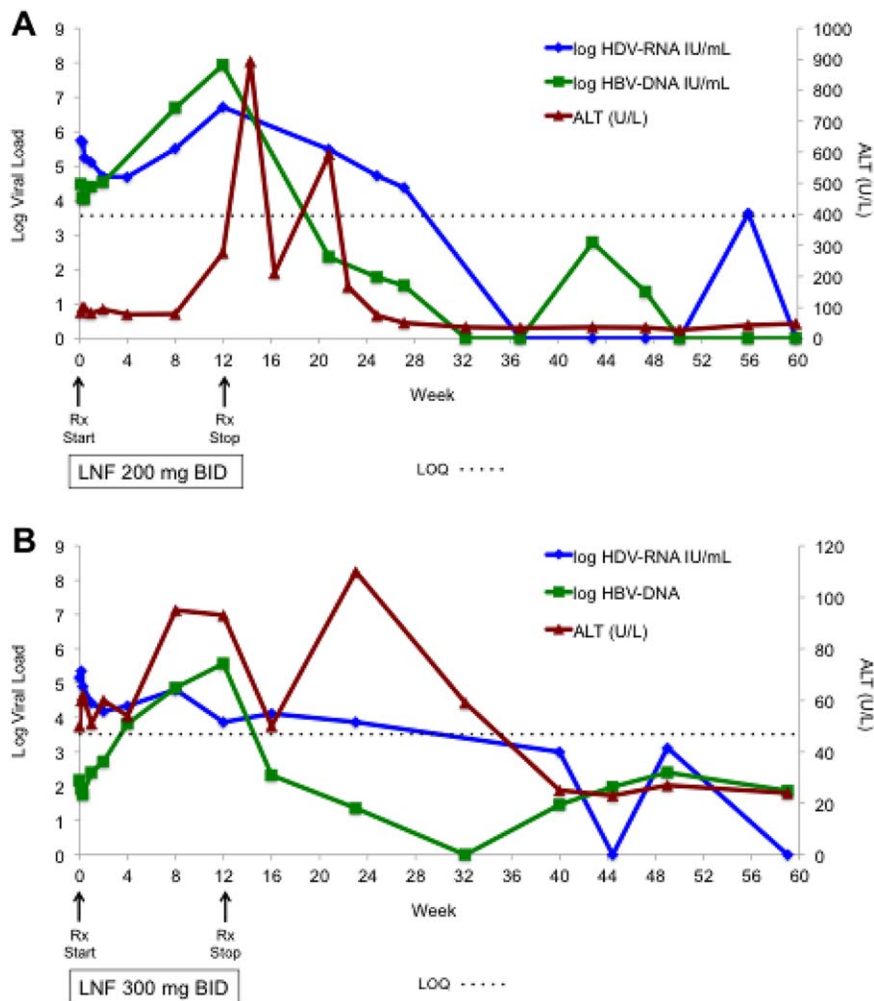 A
9
8
7
6
5
4
3
2
1
0
Log Viral Load
1000
900
800
700
600
500
400
300
200
100
0
ALT (U/L)
log HDV-RNA IU/mL
log HBV-DNA IU/mL
ALT (U/L)
0 4 8 12 16 20 24 28 32 36 40 44 48 52 56 60
Week
Rx
Start
Rx
Stop
LNF 200 mg BID
LOQ
B
9
8
7
6
5
4
3
2
1
0
Log Viral Load
120
100
80
60
40
20
0
ALT (U/L)
log HDV-RNA IU/mL
log HBV-DNA
ALT (U/L)
0 4 8 12 16 20 24 28 32 36 40 44 48 52 56 60
Week
Rx
Start
Rx
Stop
LNF 300 mg BID
LOQ